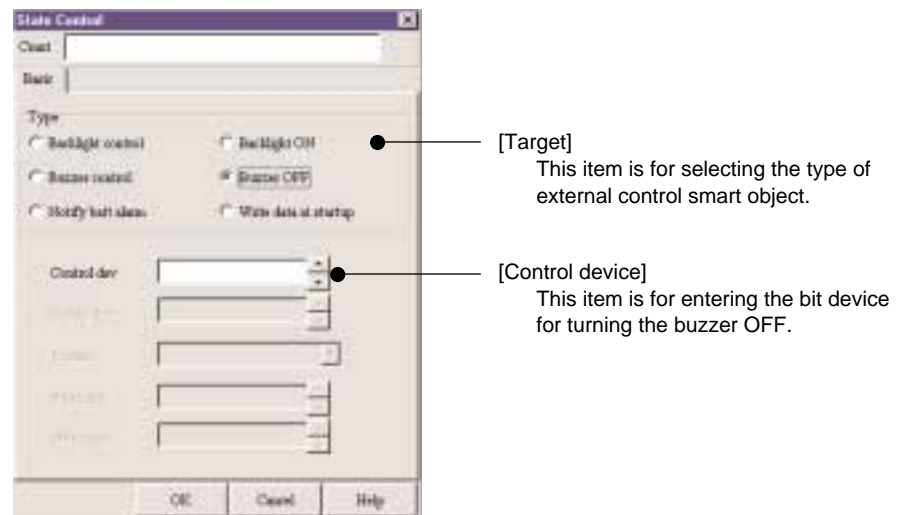 State Control
Basic
Type
Backlight control
Backlight ON
[Target]
This item is for selecting the type of
external control smart object.
Buzzer control
Buzzer OFF
Notify batt alarm
Write data at startup
Control dev
[Control device]
This item is for entering the bit device
for turning the buzzer OFF.
OK
Cancel
Help